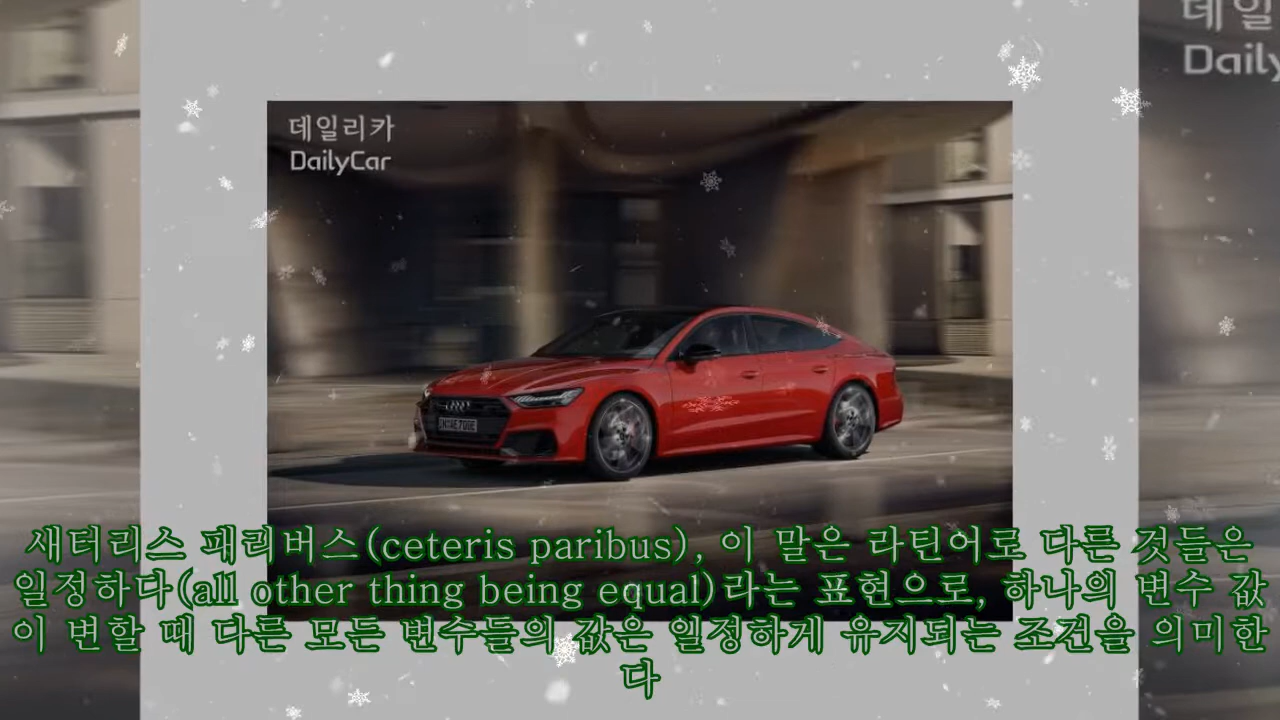 데일리카
DailyCar
데일
Daily
새터리스 패리버스(ceteris paribus), 이 말은 라틴어로 다른 것들은
일정하다(all other thing being equal)라는 표현으로, 하나의 변수 값
이 변할 때 다른 모든 변수들의 값은 일정하게 유지되는 조건을 의미한
다